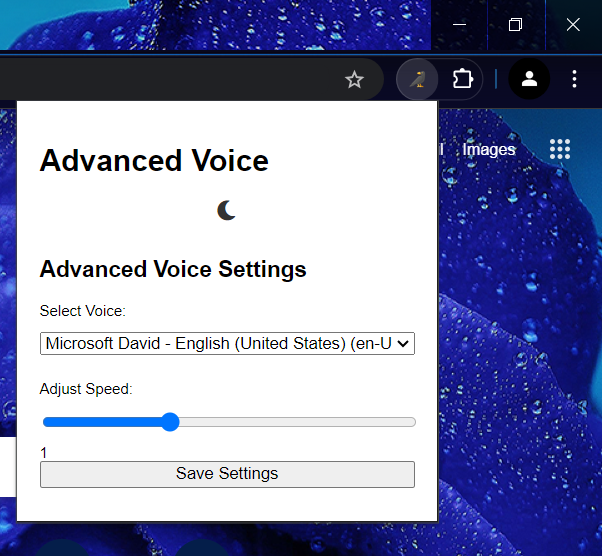 Images
Advanced Voice
Advanced Voice Settings
Select Voice:
Microsoft David - English (United States) (en-U
Adjust Speed:
1
Save Settings